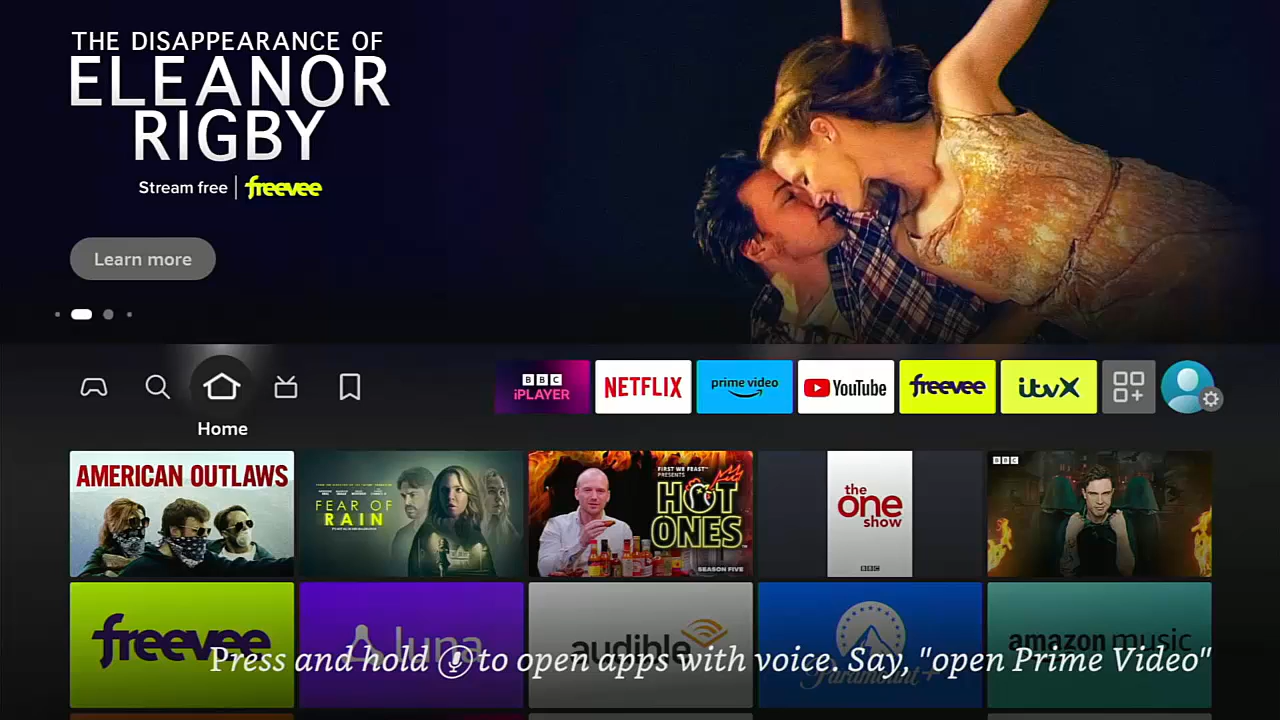 THE DISAPPEARANCE OF
ELEANOR
RIGBY
Stream free | freevee
Learn more
BBC
iPLAYER
NETFLIX
prime video
YouTube
freevee
itvX
Home
AMERICAN OUTLAWS
FEAR OF
RAIN
FIRST WE FEAST™
PRESENTS
HOT
ONES
SEASON FIVE
the
one
show
BBC
BBC
freevee
luna
audible
Paramount+
amazon music
Press and hold to open apps with voice. Say, "open Prime Video"